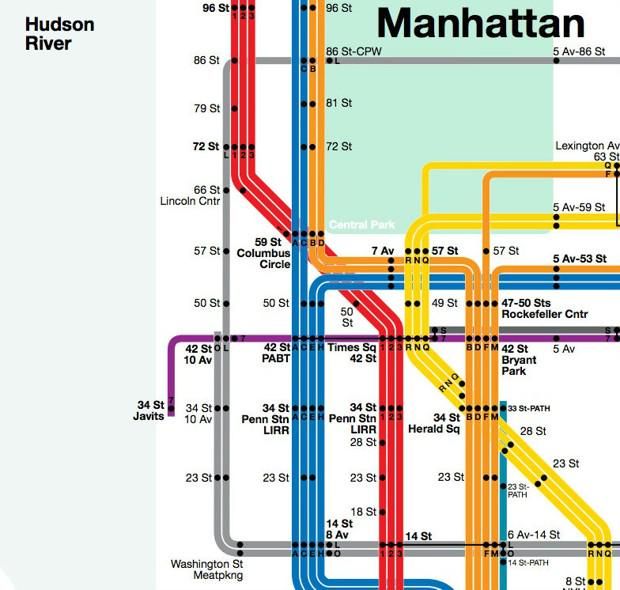 Hudson
River
Manhattan
96 St
1 2 3
96 St
86 St
C B
86 St-CPW
L
5 Av-86 St
79 St
81 St
72 St
L 1 2 3
72 St
Lexington Av
63 St
Q
F
66 St
Lincoln Cntr
5 Av-59 St
Central Park
59 St
Columbus
Circle
A C B D
57 St
7 Av
R N Q
57 St
57 St
5 Av-53 St
50 St
50 St
50
St
49 St
47-50 Sts
Rockefeller Cntr
7
S
7
S
7
42 St
10 Av
O L
42 St
PABT
A C E H
Times Sq
42 St
1 2 3
R N Q
B D F M
42 St
Bryant
Park
5 Av
7
34 St
Javits
34 St
10 Av
34 St
Penn Stn
LIRR
A C E H
34 St
Penn Stn
LIRR
1 2 3
R N Q
34 St
Herald Sq
B D F M
33 St-PATH
28 St
28 St
23 St
23 St
23 St
23 St
23 St
23 St-
PATH
18 St
14 St
8 Av
A C E H
L
O
14 St
1 2 3
F M
6 Av-14 St
L
O
14 St-PATH
R N Q
Washington St
Meatpkng
8 St